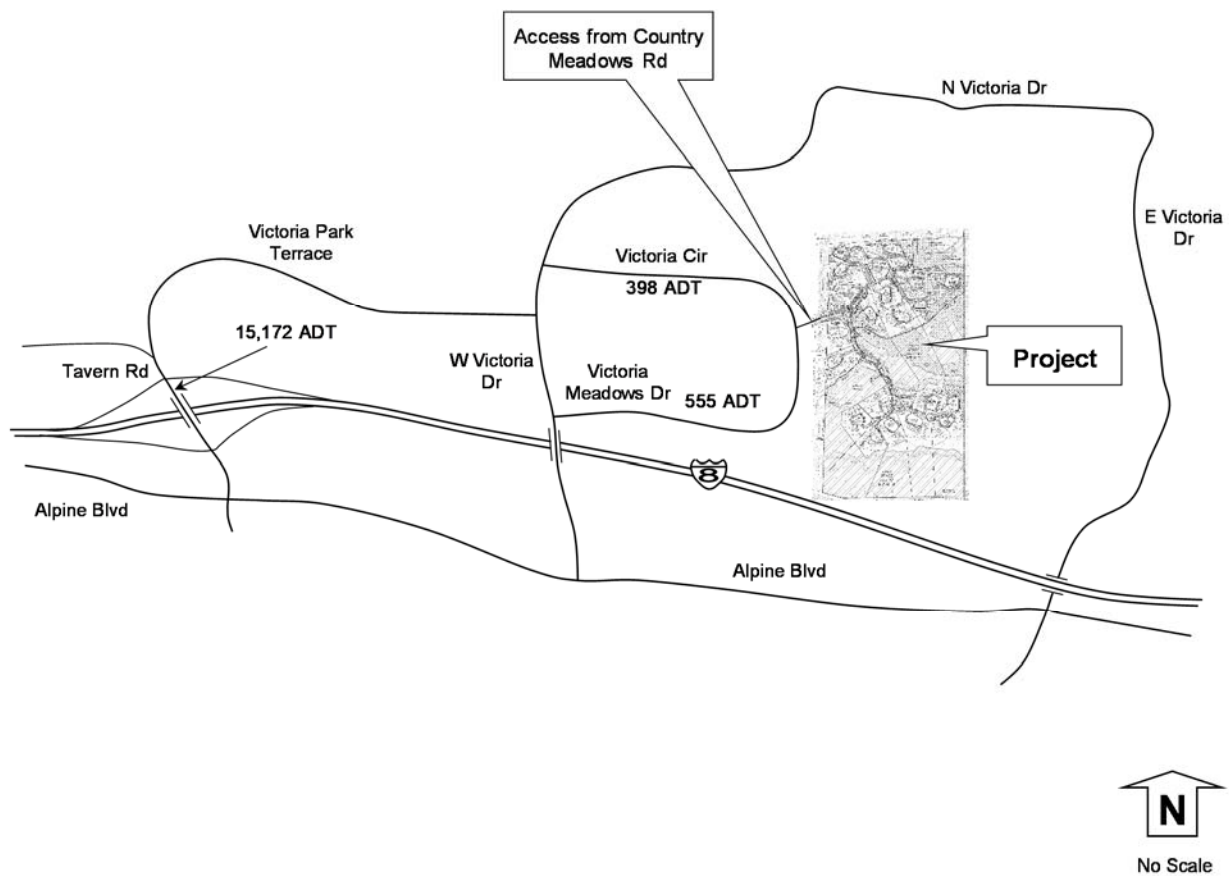 Access from Country
Meadows Rd
N Victoria Dr
E Victoria
Dr
Victoria Park
Terrace
Victoria Cir
398 ADT
15,172 ADT
Tavern Rd
W Victoria
Dr
Victoria
Meadows Dr
555 ADT
Project
8
Alpine Blvd
Alpine Blvd
N
No Scale